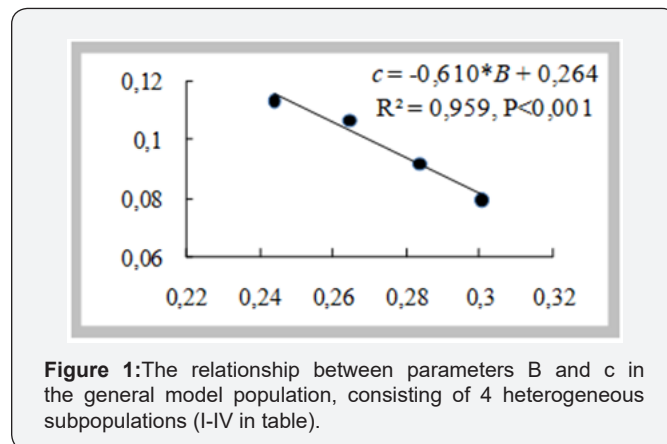 c = -0,610*B + 0,264
R² = 0,959, P<0,001
0,12
0,1
0,08
0,06
0,22 0,24 0,26 0,28 0,3 0,32
Figure 1:The relationship between parameters B and c in
the general model population, consisting of 4 heterogeneous
subpopulations (I-IV in table).